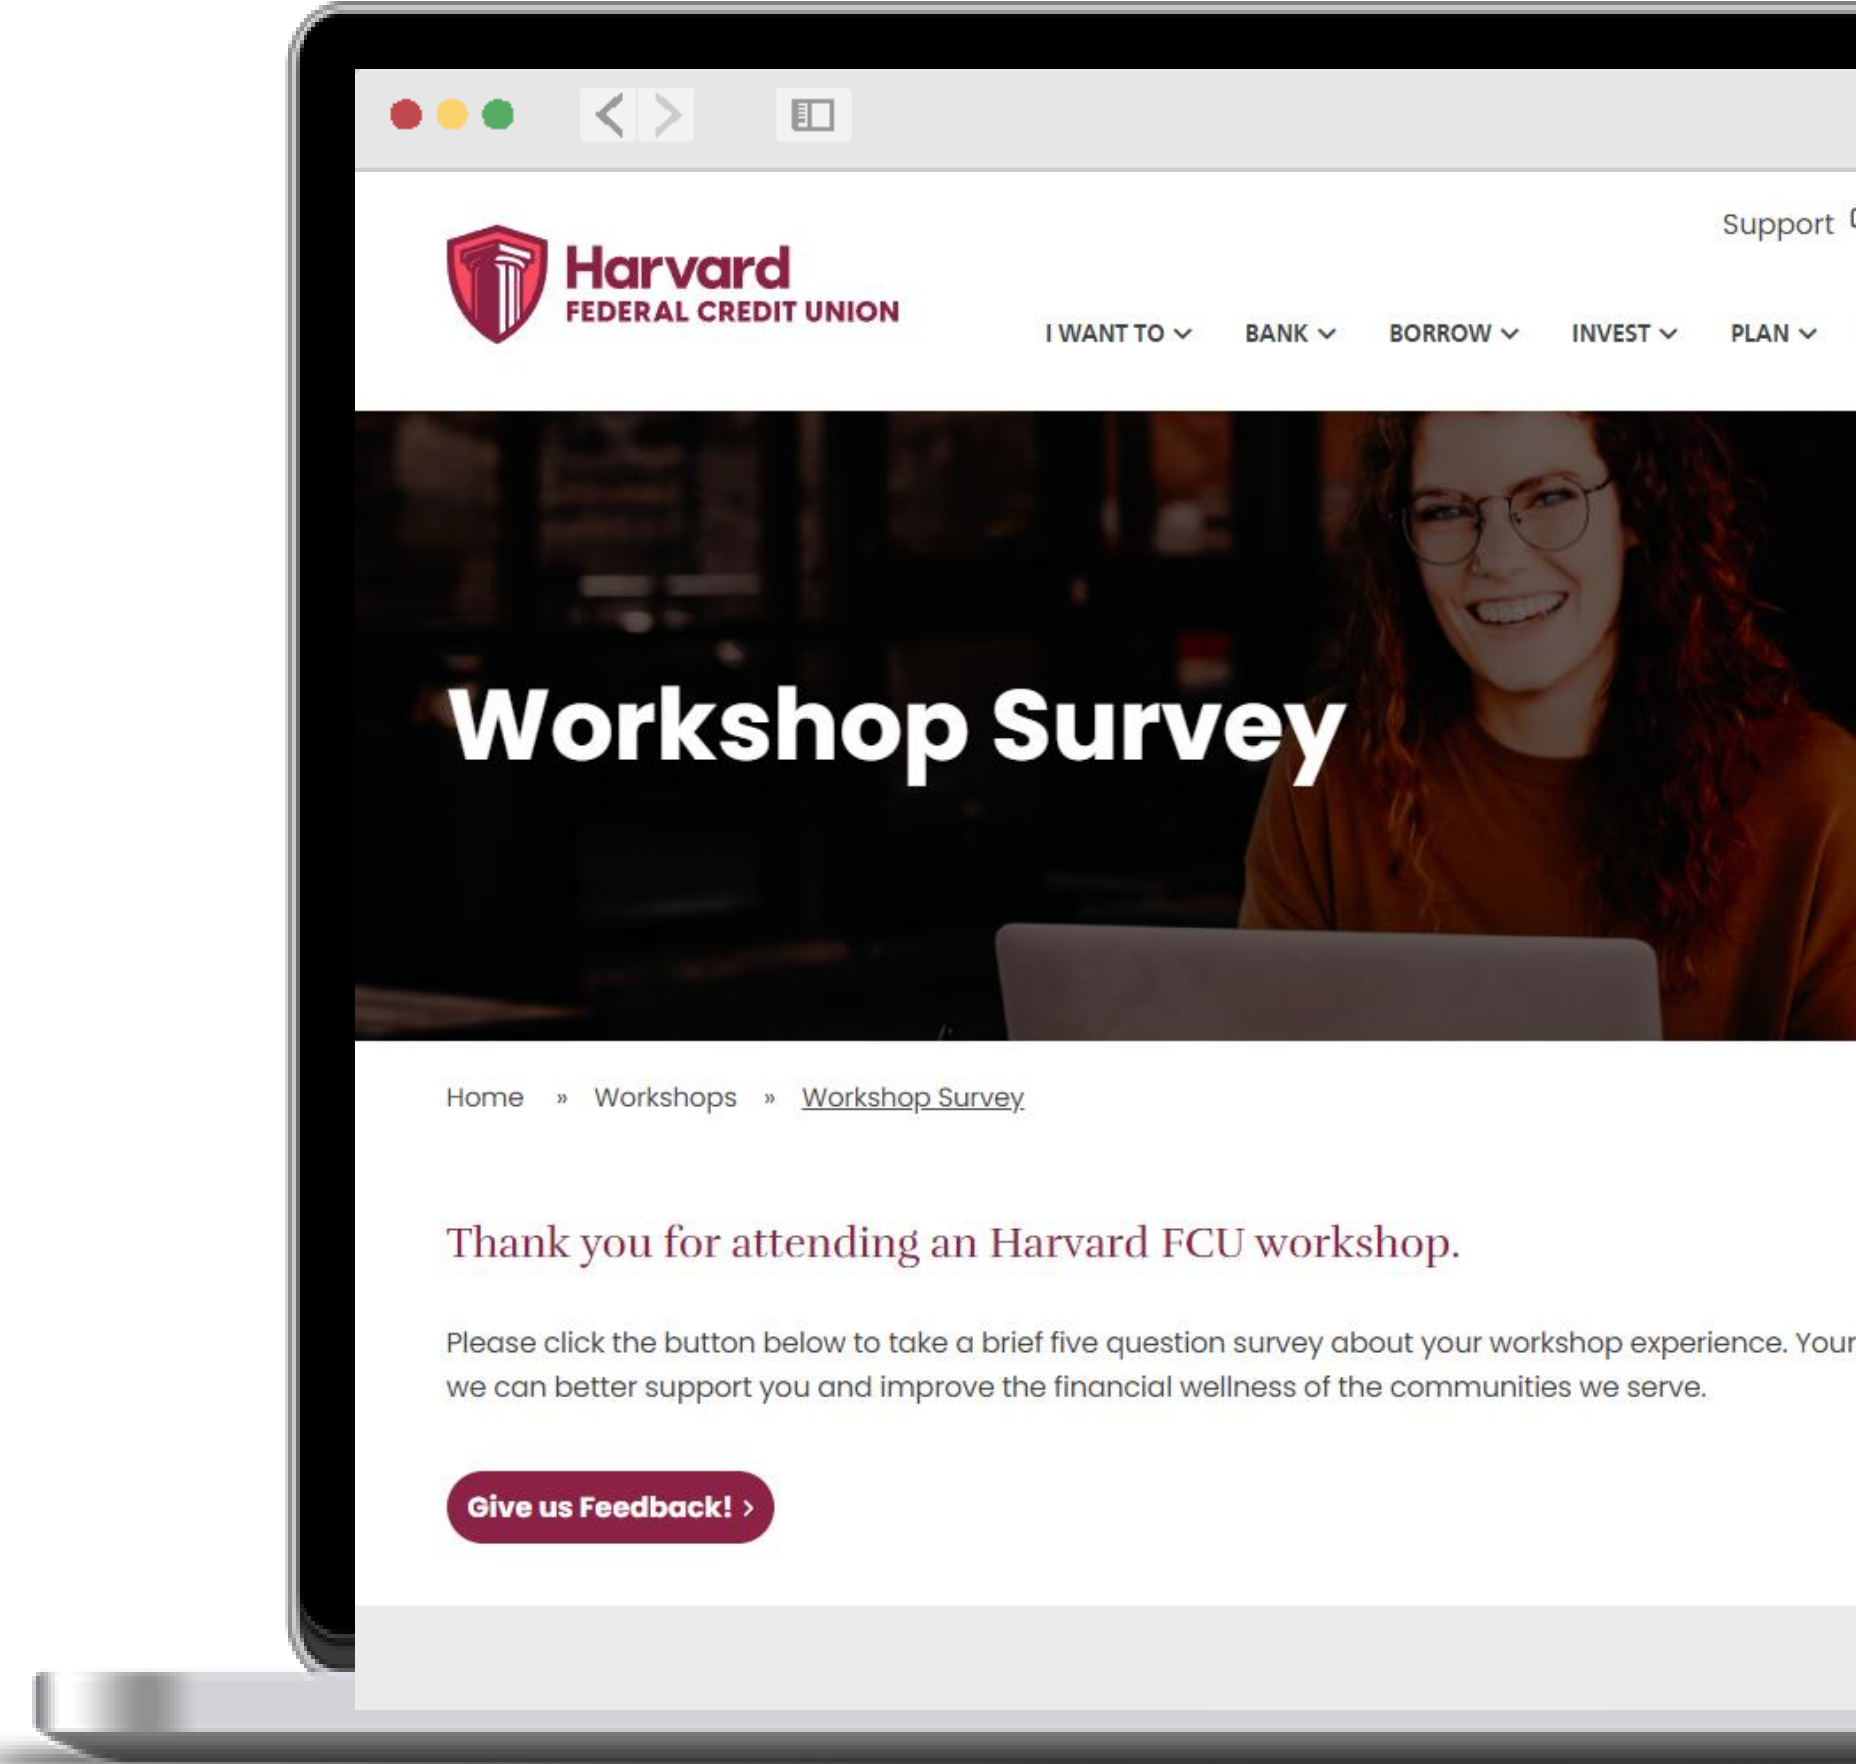 Harvard
FEDERAL CREDIT UNION
Support
I WANT TO
BANK
BORROW
INVEST
PLAN
Workshop Survey
Home » Workshops » Workshop Survey
Thank you for attending an Harvard FCU workshop.
Please click the button below to take a brief five question survey about your workshop experience. Your
we can better support you and improve the financial wellness of the communities we serve.
Give us Feedback! >